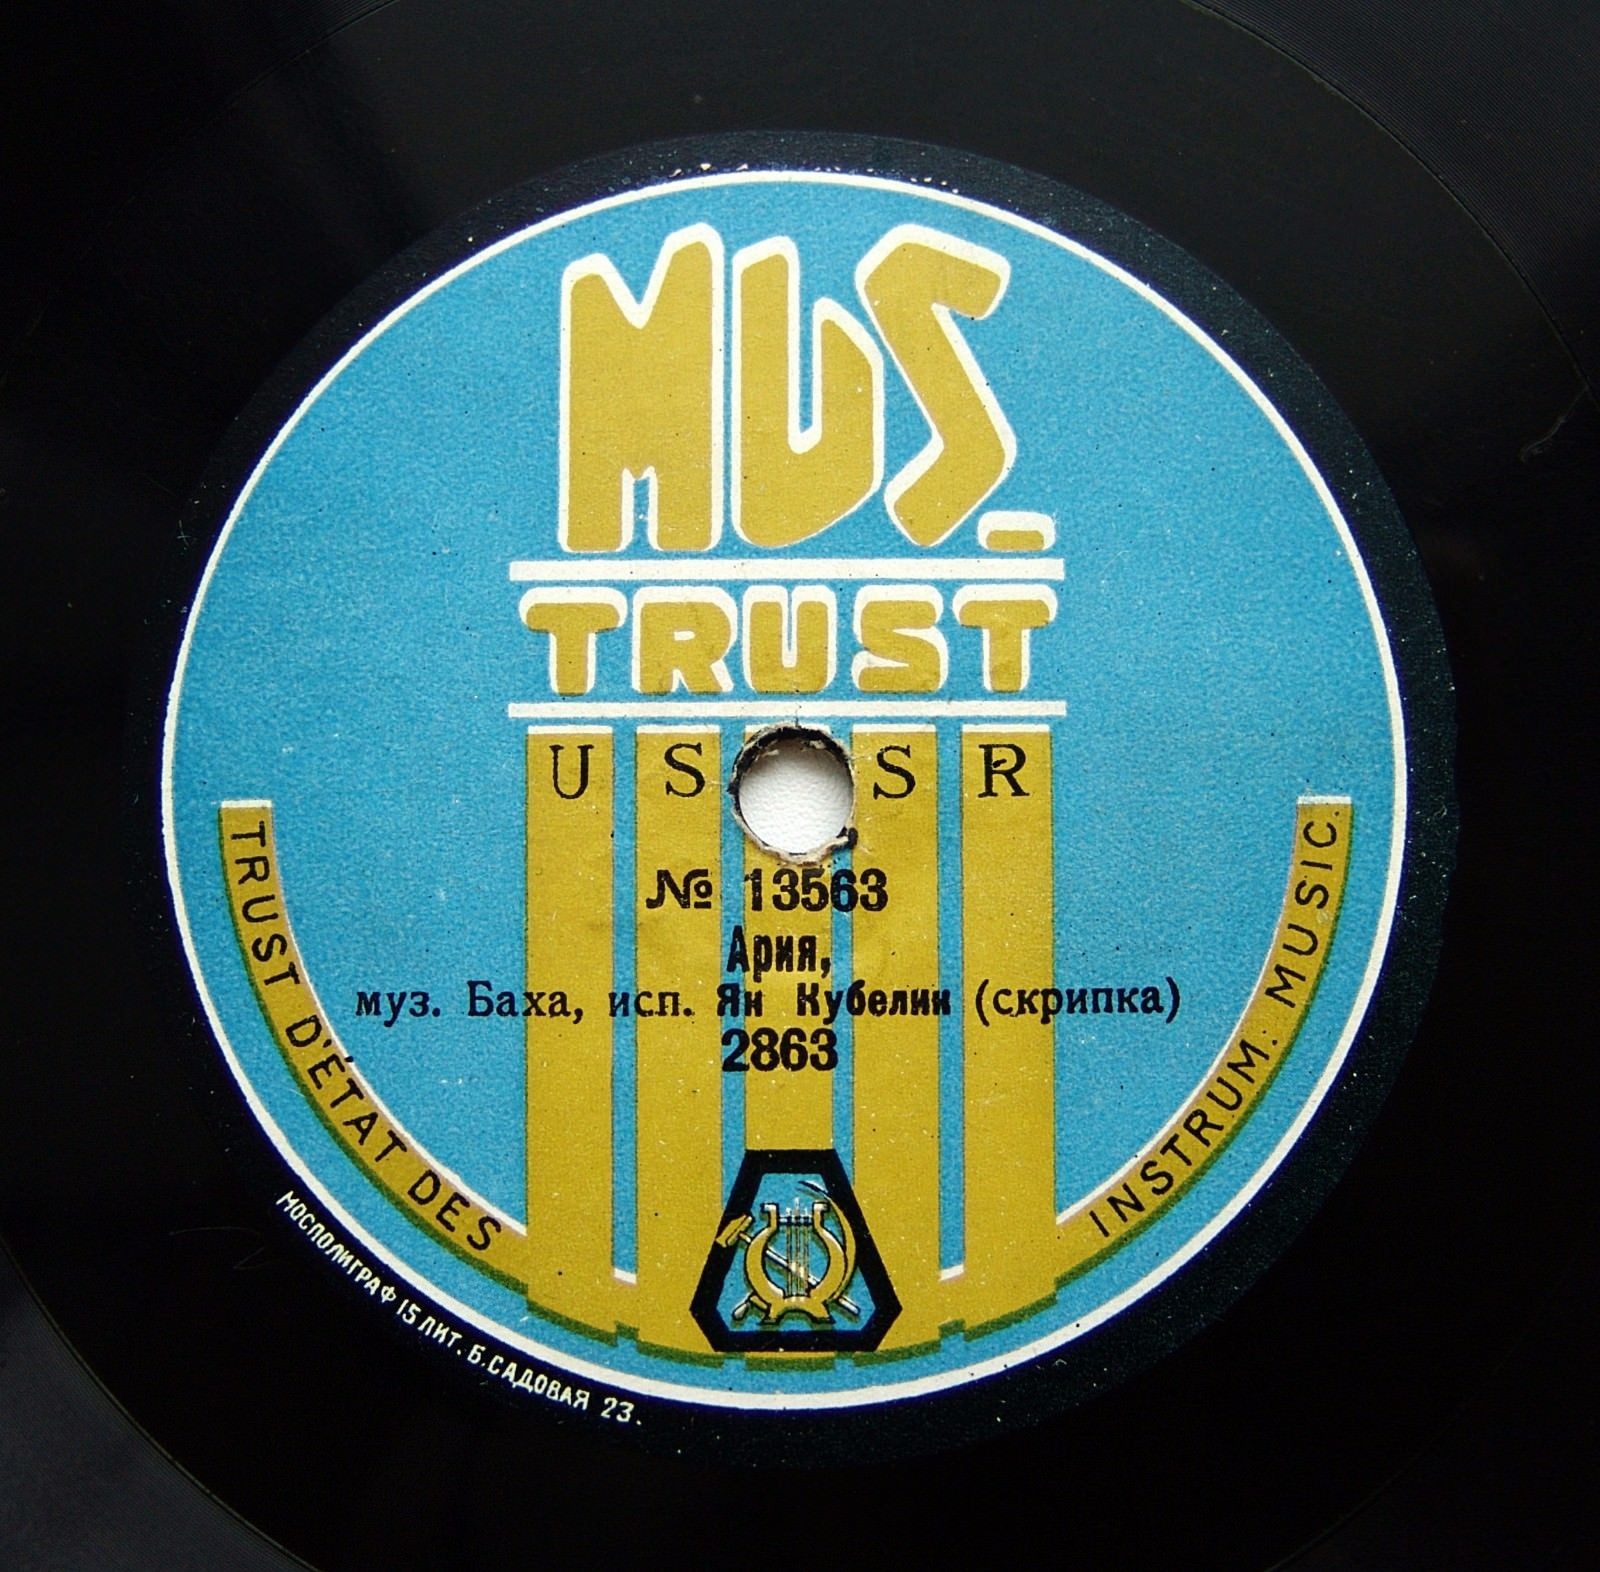 MUS.
TRUST
U S S R
№ 13563
Ария,
муз. Баха, исп. Ян Кубелик (скрипка)
2863
TRUST D'ÉTAT DES
INSTRUM. MUSIC.
МОСПОЛИГРАФ 15 ЛИТ. Б. САДОВАЯ 23.